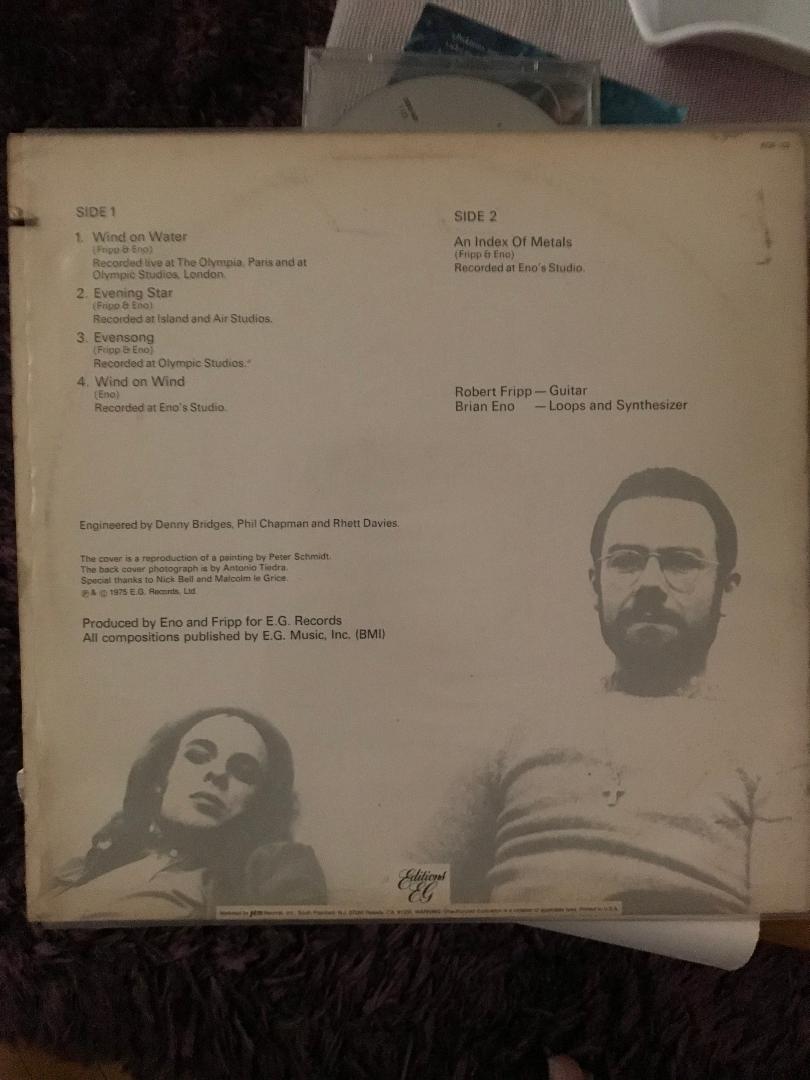 SIDE 1
1. Wind on Water
(Fripp & Eno)
Recorded live at The Olympia, Paris and at
Olympic Studios, London.
2. Evening Star
(Fripp & Eno)
Recorded at Island and Air Studios.
3. Evensong
(Fripp & Eno)
Recorded at Olympic Studios.
4. Wind on Wind
(Eno)
Recorded at Eno's Studio.
SIDE 2
An Index Of Metals
(Fripp & Eno)
Recorded at Eno's Studio.
Robert Fripp — Guitar
Brian Eno — Loops and Synthesizer
Engineered by Denny Bridges, Phil Chapman and Rhett Davies.
The cover is a reproduction of a painting by Peter Schmidt.
The back cover photograph is by Antonio Tiedra.
Special thanks to Nick Bell and Malcolm le Grice.
℗ & © 1975 E.G. Records, Ltd.
Produced by Eno and Fripp for E.G. Records
All compositions published by E.G. Music, Inc. (BMI)
Editions
EG